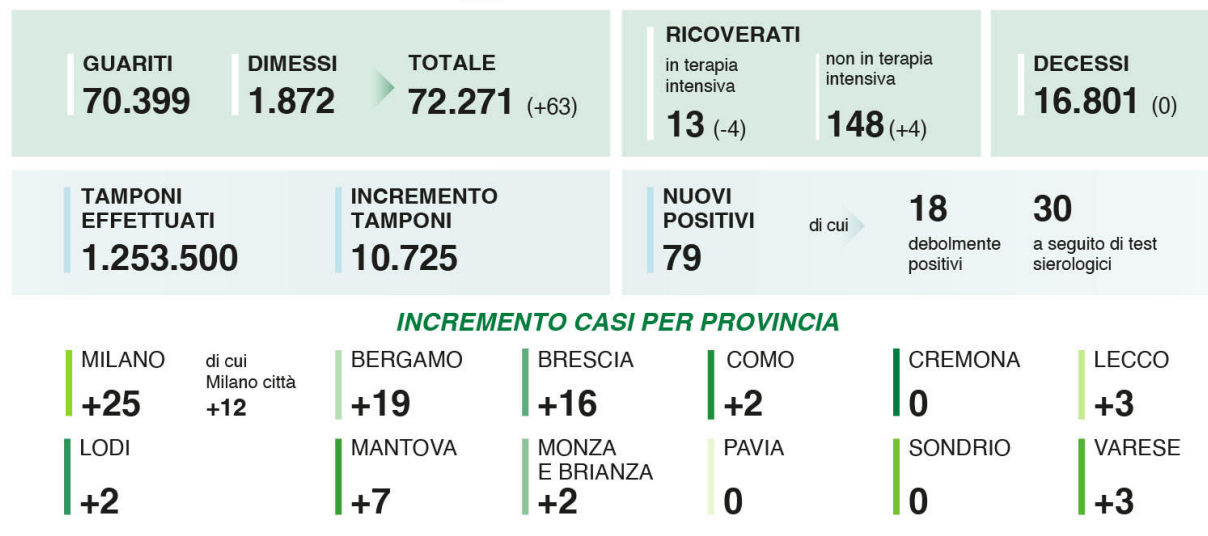 GUARITI
70.399
DIMESSI
1.872
TOTALE
72.271 (+63)
RICOVERATI
in terapia
intensiva
13 (-4)
non in terapia
intensiva
148 (+4)
DECESSI
16.801 (0)
TAMPONI
EFFETTUATI
1.253.500
INCREMENTO
TAMPONI
10.725
NUOVI
POSITIVI
79
di cui
18
debolmente
positivi
30
a seguito di test
sierologici
INCREMENTO CASI PER PROVINCIA
MILANO
+25
di cui
Milano città
+12
BERGAMO
+19
BRESCIA
+16
COMO
+2
CREMONA
0
LECCO
+3
LODI
+2
MANTOVA
+7
MONZA
E BRIANZA
+2
PAVIA
0
SONDRIO
0
VARESE
+3